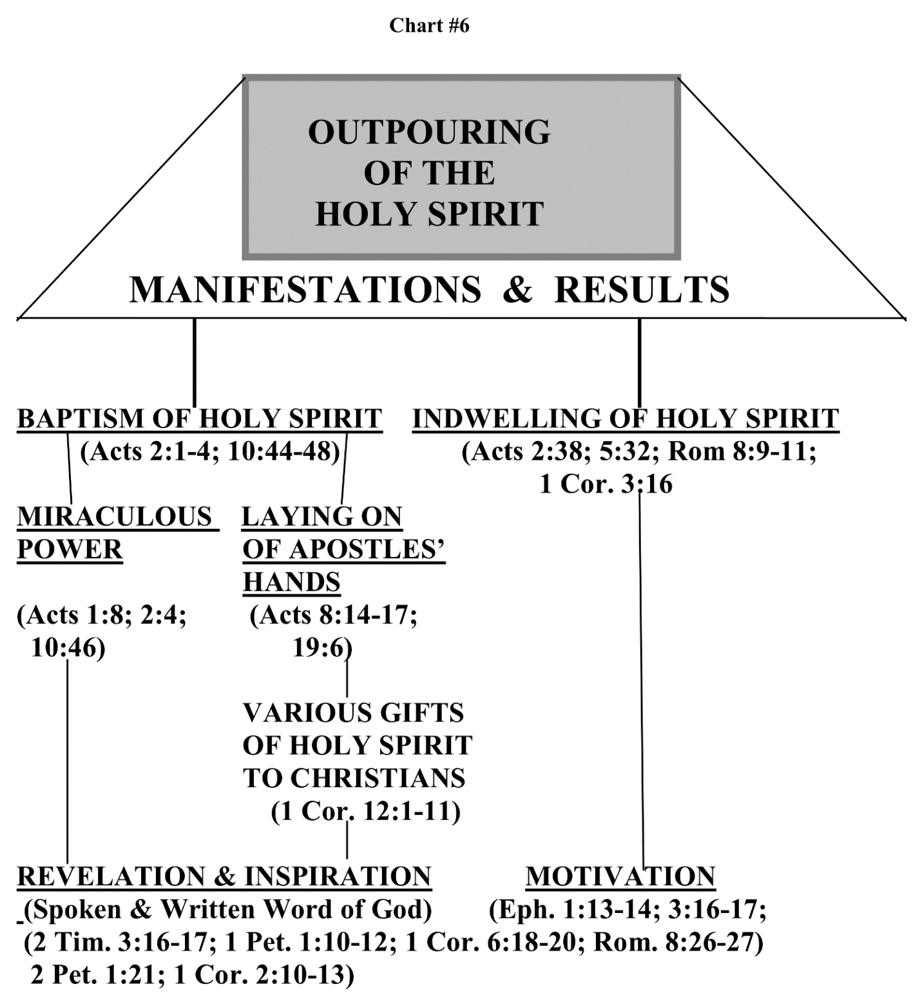 Chart #6
OUTPOURING
OF THE
HOLY SPIRIT
MANIFESTATIONS & RESULTS
BAPTISM OF HOLY SPIRIT
(Acts 2:1-4; 10:44-48)
INDWELLING OF HOLY SPIRIT
(Acts 2:38; 5:32; Rom 8:9-11;
1 Cor. 3:16
MIRACULOUS
POWER
(Acts 1:8; 2:4;
10:46)
LAYING ON
OF APOSTLES’
HANDS
(Acts 8:14-17;
19:6)
VARIOUS GIFTS
OF HOLY SPIRIT
TO CHRISTIANS
(1 Cor. 12:1-11)
REVELATION & INSPIRATION MOTIVATION
(Spoken & Written Word of God) (Eph. 1:13-14; 3:16-17;
(2 Tim. 3:16-17; 1 Pet. 1:10-12; 1 Cor. 6:18-20; Rom. 8:26-27)
2 Pet. 1:21; 1 Cor. 2:10-13)